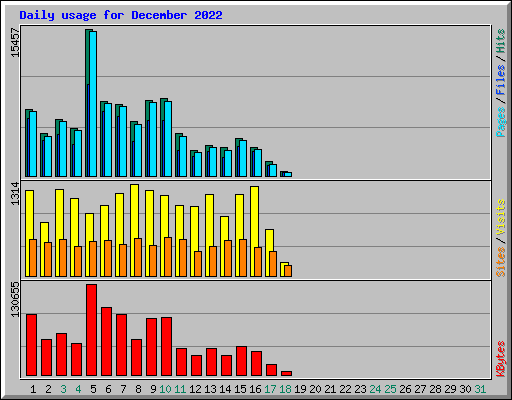 Daily usage for December 2022
15457
Pages / Files / Hits
1314
Sites / Visits
130655
KBytes
1 2 3 4 5 6 7 8 9 10 11 12 13 14 15 16 17 18 19 20 21 22 23 24 25 26 27 28 29 30 31